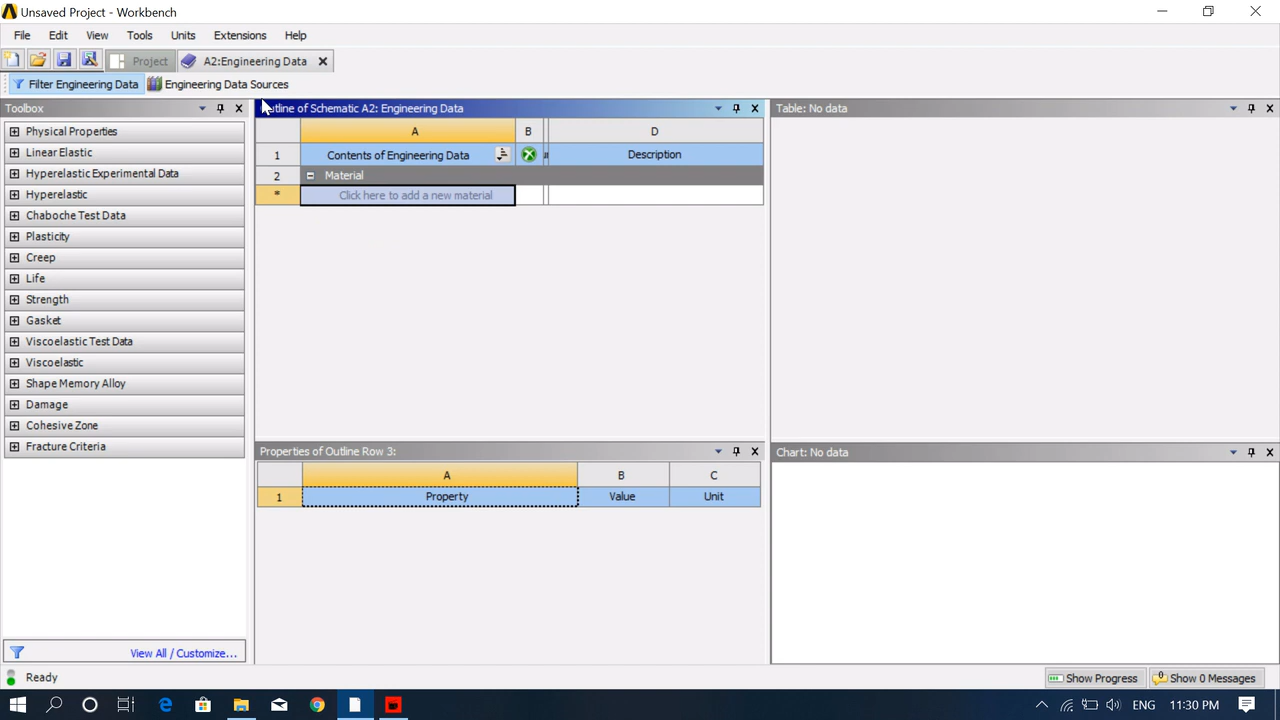 Unsaved Project - Workbench
File Edit View Tools Units Extensions Help
Project A2:Engineering Data
Filter Engineering Data Engineering Data Sources
Toolbox
Physical Properties
Linear Elastic
Hyperelastic Experimental Data
Hyperelastic
Chaboche Test Data
Plasticity
Creep
Life
Strength
Gasket
Viscoelastic Test Data
Viscoelastic
Shape Memory Alloy
Damage
Cohesive Zone
Fracture Criteria
View All / Customize...
Outline of Schematic A2: Engineering Data
A B D
1 Contents of Engineering Data Description
2 Material
* Click here to add a new material
Properties of Outline Row 3:
A B C
1 Property Value Unit
Table: No data
Chart: No data
Ready
Show Progress Show 0 Messages
ENG 11:30 PM